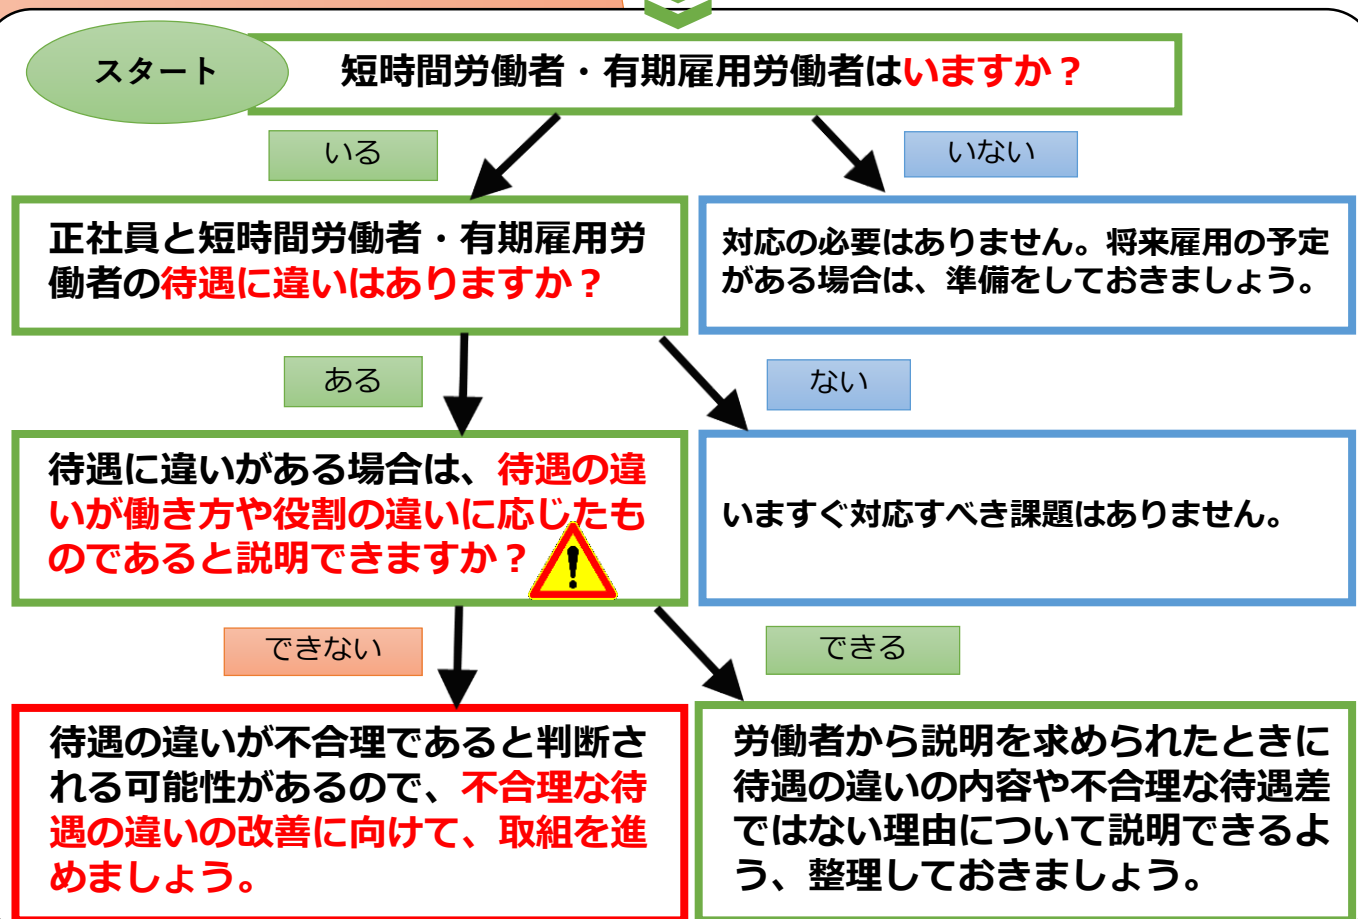 スタート
短時間労働者・有期雇用労働者はいますか？
いる
いない
正社員と短時間労働者・有期雇用労
働者の待遇に違いはありますか？
対応の必要はありません。将来雇用の予定
がある場合は、準備をしておきましょう。
ある
ない
待遇に違いがある場合は、待遇の違
いが働き方や役割の違いに応じたも
のであると説明できますか？
いますぐ対応すべき課題はありません。
できない
できる
待遇の違いが不合理であると判断さ
れる可能性があるので、不合理な待
遇の違いの改善に向けて、取組を進
めましょう。
労働者から説明を求められたときに
待遇の違いの内容や不合理な待遇差
ではない理由について説明できるよ
う、整理しておきましょう。